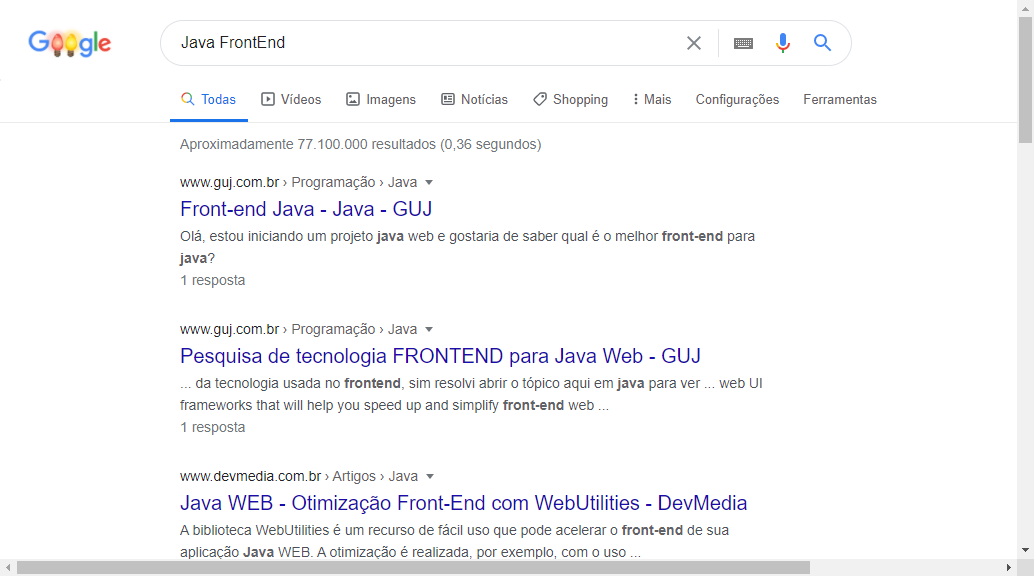 Google
Java FrontEnd
Todas Vídeos Imagens Notícias Shopping Mais Configurações Ferramentas
Aproximadamente 77.100.000 resultados (0,36 segundos)
www.guj.com.br › Programação › Java
Front-end Java - Java - GUJ
Olá, estou iniciando um projeto java web e gostaria de saber qual é o melhor front-end para
java?
1 resposta
www.guj.com.br › Programação › Java
Pesquisa de tecnologia FRONTEND para Java Web - GUJ
... da tecnologia usada no frontend, sim resolvi abrir o tópico aqui em java para ver ... web UI
frameworks that will help you speed up and simplify front-end web ...
1 resposta
www.devmedia.com.br › Artigos › Java
Java WEB - Otimização Front-End com WebUtilities - DevMedia
A biblioteca WebUtilities é um recurso de fácil uso que pode acelerar o front-end de sua
aplicação Java WEB. A otimização é realizada, por exemplo, com o uso ...